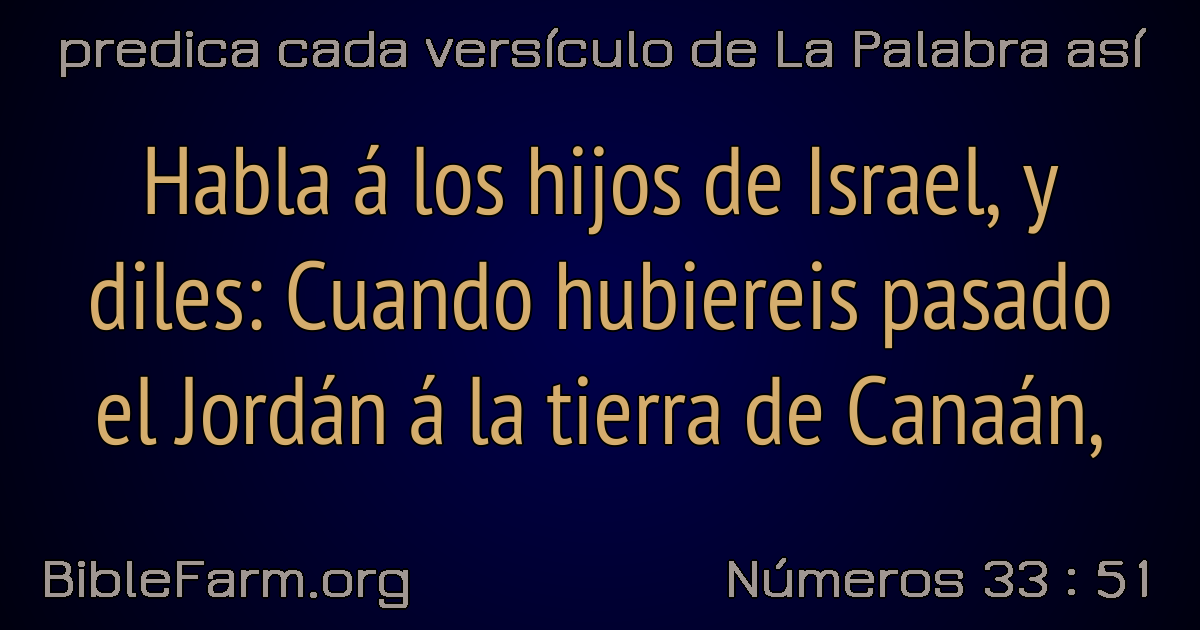 predica cada versículo de La Palabra así
Habla á los hijos de Israel, y
diles: Cuando hubiereis pasado
el Jordán á la tierra de Canaán,
BibleFarm.org
Números 33 : 51